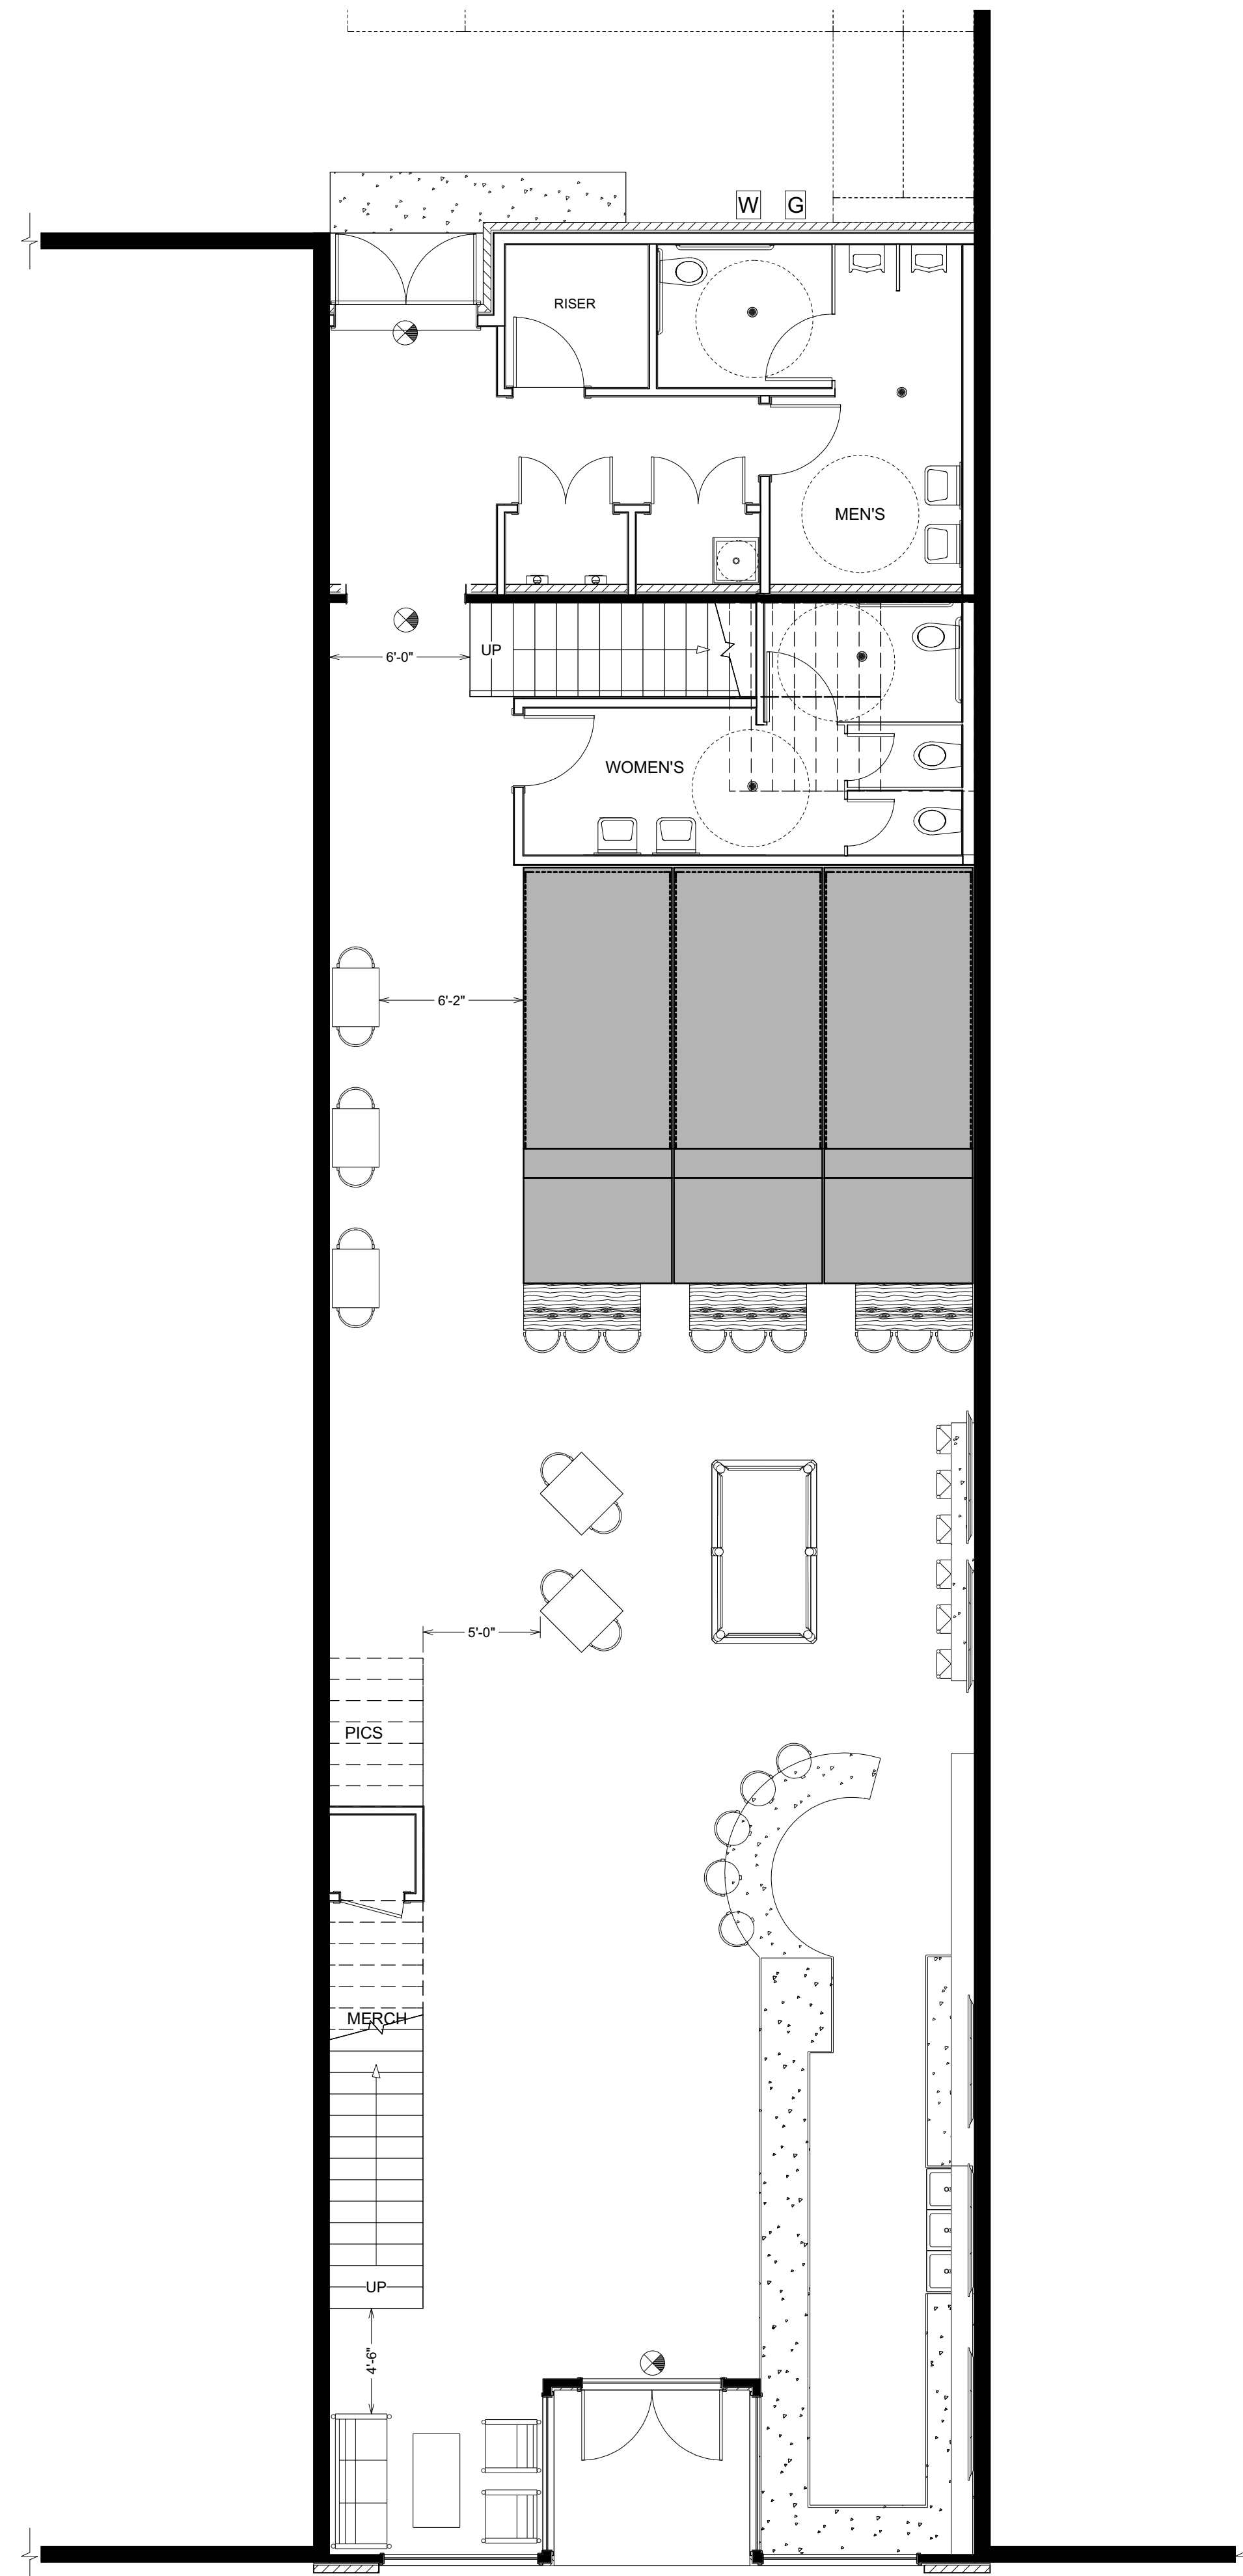 W G
RISER
MEN'S
6'-0"
UP
WOMEN'S
6'-2"
5'-0"
PICS
MERCH
UP
4'-6"